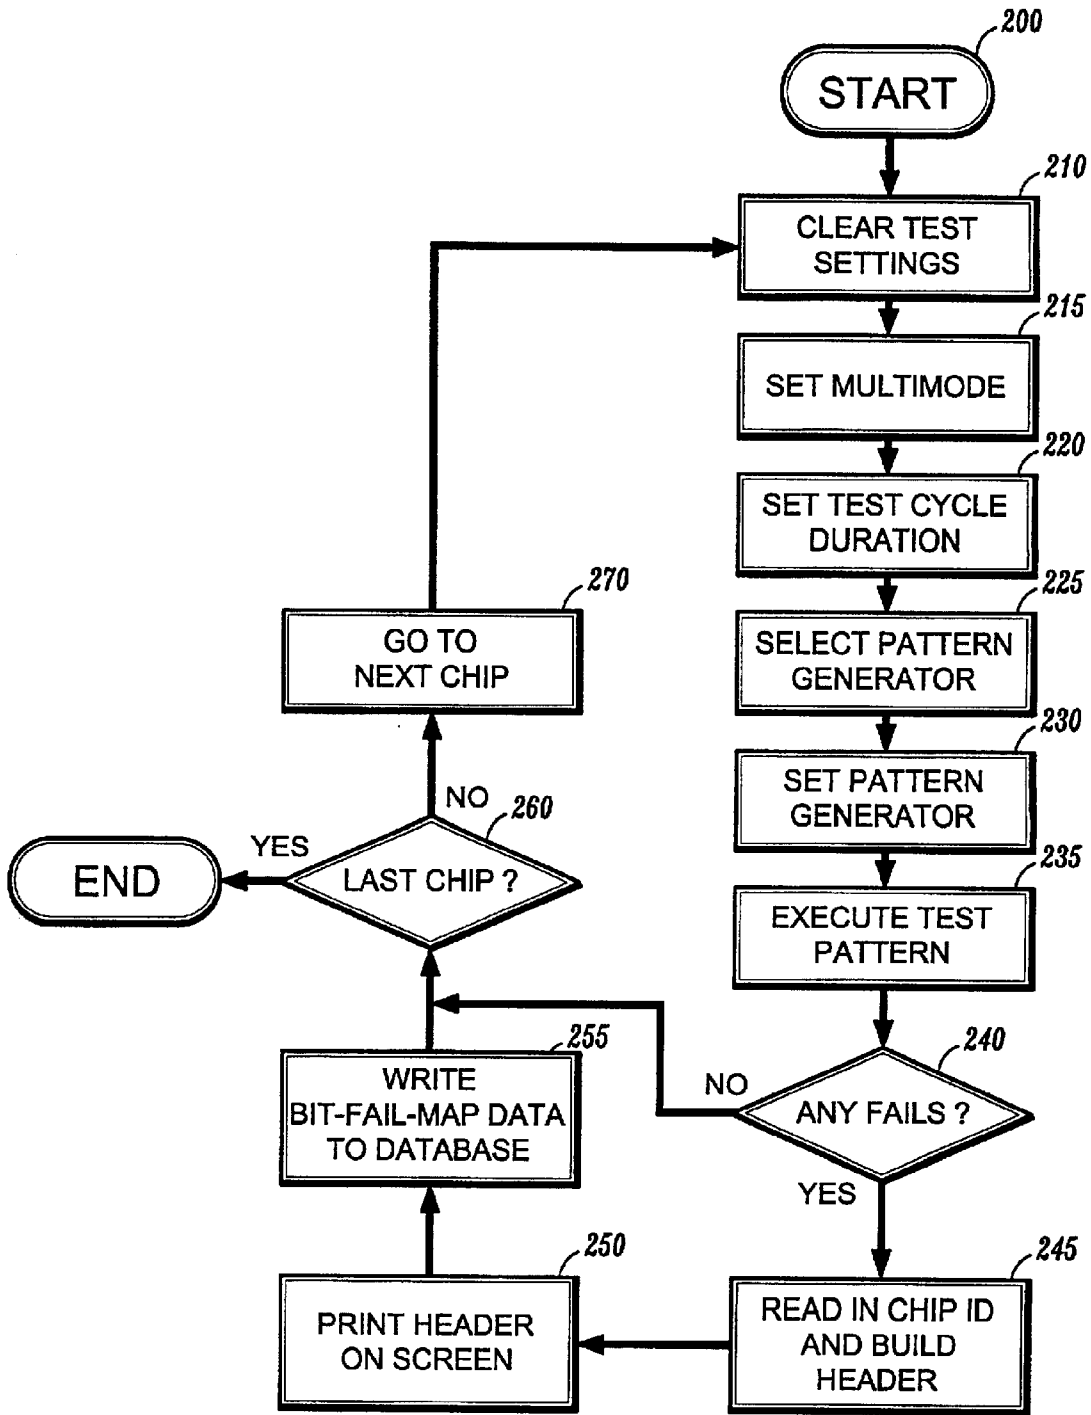 200
START
210
CLEAR TEST
SETTINGS
215
SET MULTIMODE
220
SET TEST CYCLE
DURATION
225
SELECT PATTERN
GENERATOR
230
SET PATTERN
GENERATOR
235
EXECUTE TEST
PATTERN
240
ANY FAILS ?
NO
YES
245
READ IN CHIP ID
AND BUILD
HEADER
250
PRINT HEADER
ON SCREEN
255
WRITE
BIT-FAIL-MAP DATA
TO DATABASE
260
LAST CHIP ?
YES
END
NO
270
GO TO
NEXT CHIP